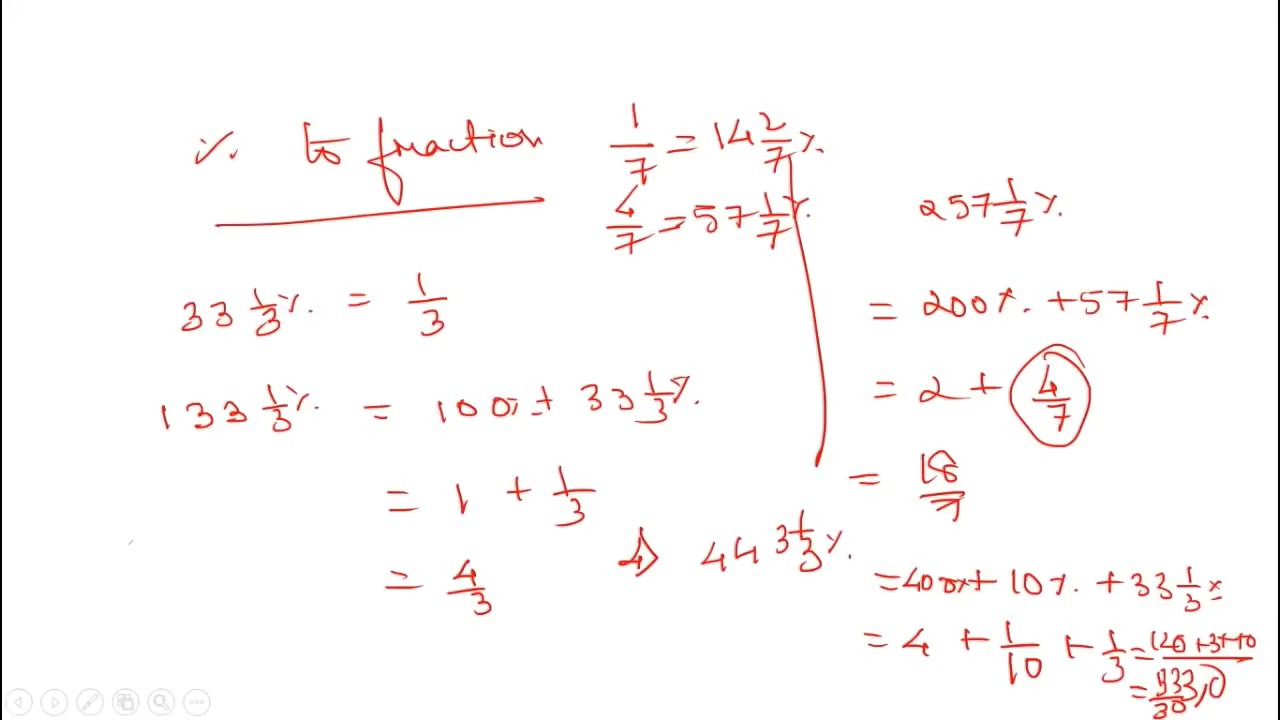 % to fraction
1/7 = 14 2/7 %
4/7 = 57 1/7 %
33 1/3 % = 1/3
133 1/3 % = 100% + 33 1/3 %
= 1 + 1/3
= 4/3
257 1/7 %
= 200% + 57 1/7 %
= 2 + 4/7
= 18/7
4) 443 1/3 %
= 400% + 10% + 33 1/3 %
= 4 + 1/10 + 1/3 = 120+3+10
= 133/30